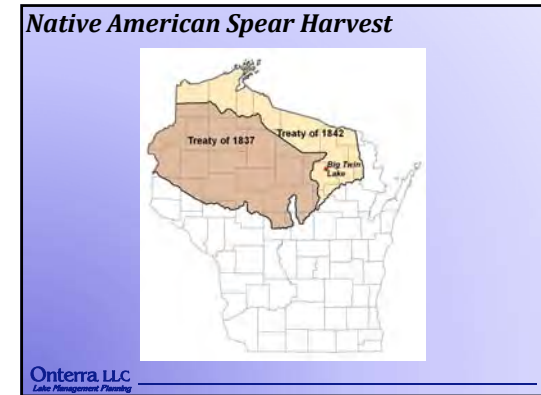 Native American Spear Harvest
Treaty of 1842
Treaty of 1837
Big Twin
Lake
Onterra LLC
Lake Management Planning